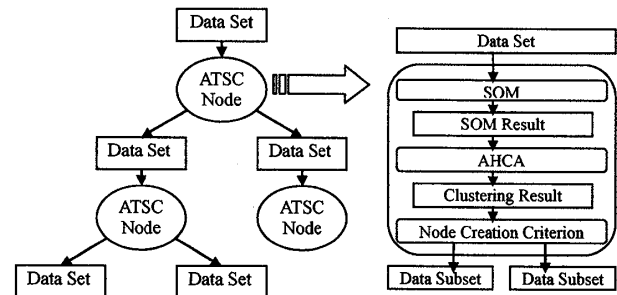 Data Set
ATSC
Node
Data Set
Data Set
ATSC
Node
ATSC
Node
Data Set
Data Set
Data Set
SOM
SOM Result
AHCA
Clustering Result
Node Creation Criterion
Data Subset
Data Subset